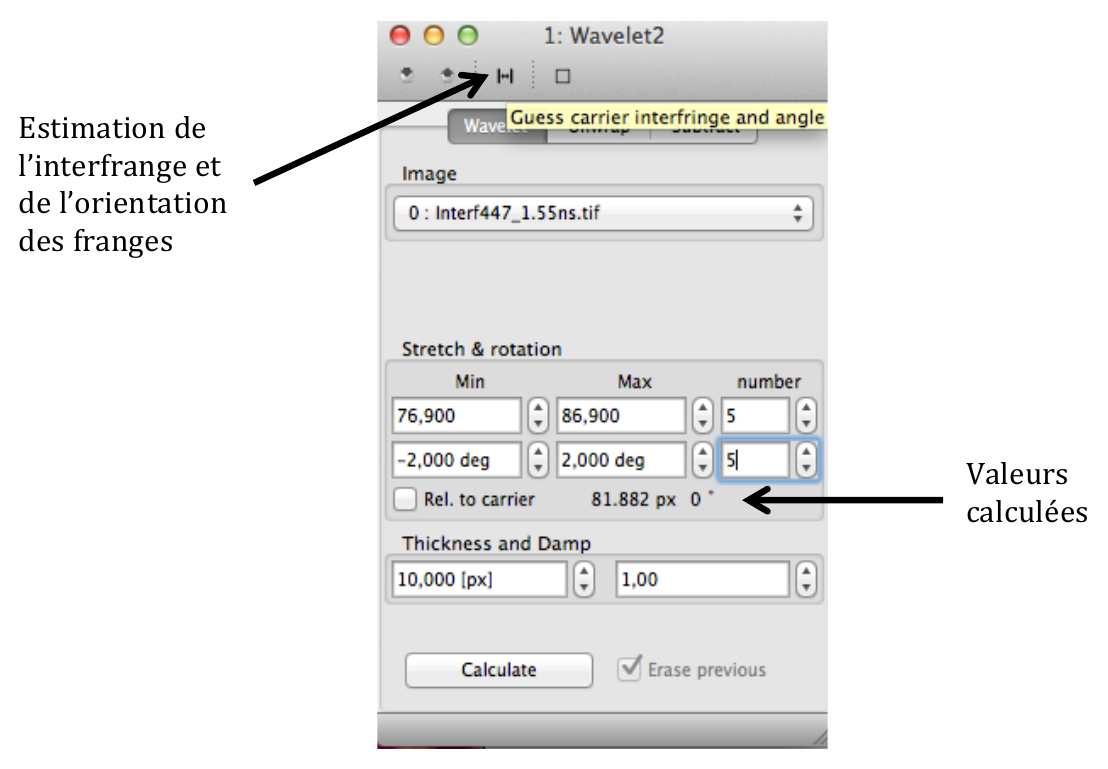 1: Wavelet2
Guess carrier interfringe and angle
Estimation de
l’interfrange et
de l’orientation
des franges
Image
0 : Interf447_1.55ns.tif
Stretch & rotation
Min Max number
76,900 86,900 5
-2,000 deg 2,000 deg 5
Rel. to carrier 81.882 px 0 °
Valeurs
calculées
Thickness and Damp
10,000 [px] 1,00
Calculate Erase previous